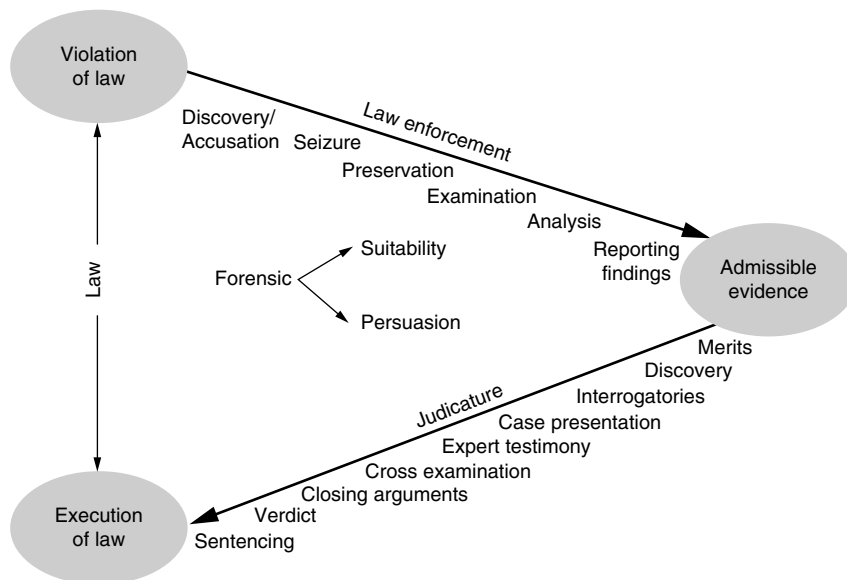 Violation
of law
Law enforcement
Discovery/
Accusation
Seizure
Preservation
Examination
Analysis
Reporting
findings
Admissible
evidence
Law
Forensic
Suitability
Persuasion
Judicature
Merits
Discovery
Interrogatories
Case presentation
Expert testimony
Cross examination
Closing arguments
Verdict
Sentencing
Execution
of law